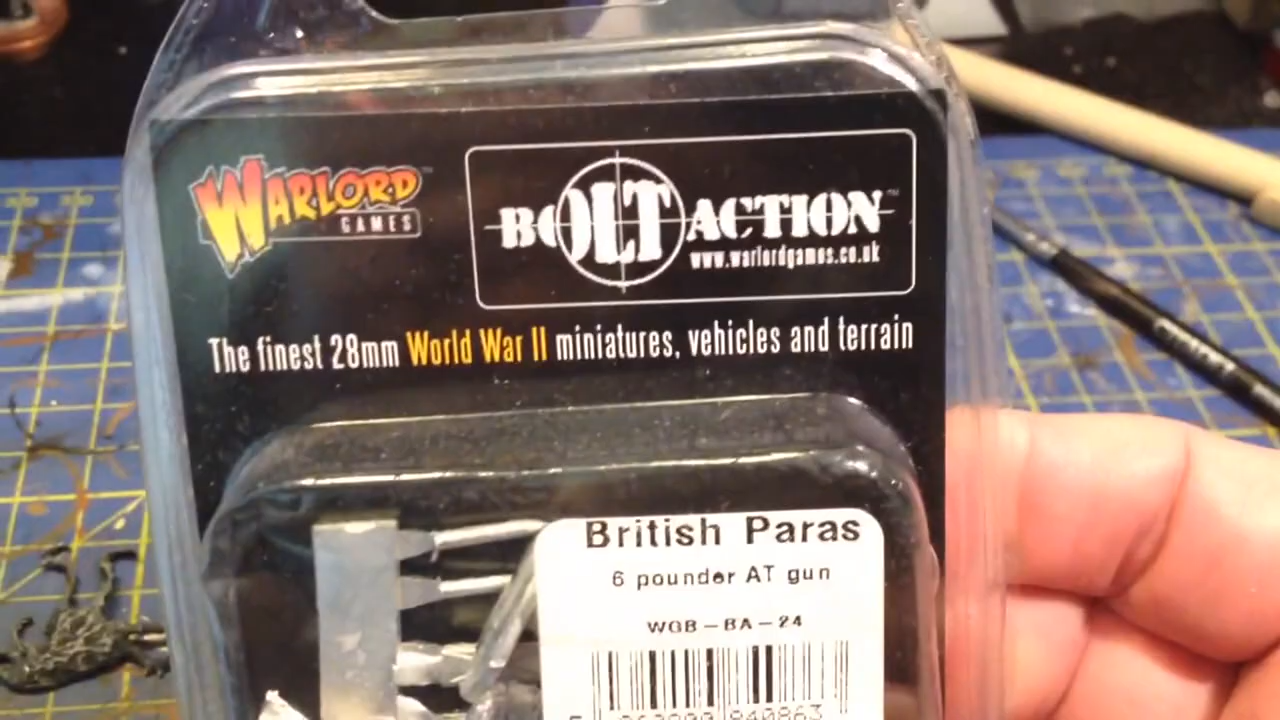 WARLORD
GAMES
BOLT ACTION
www.warlordgames.co.uk
The finest 28mm World War II miniatures, vehicles and terrain
British Paras
6 pounder AT gun
WGB-BA-24